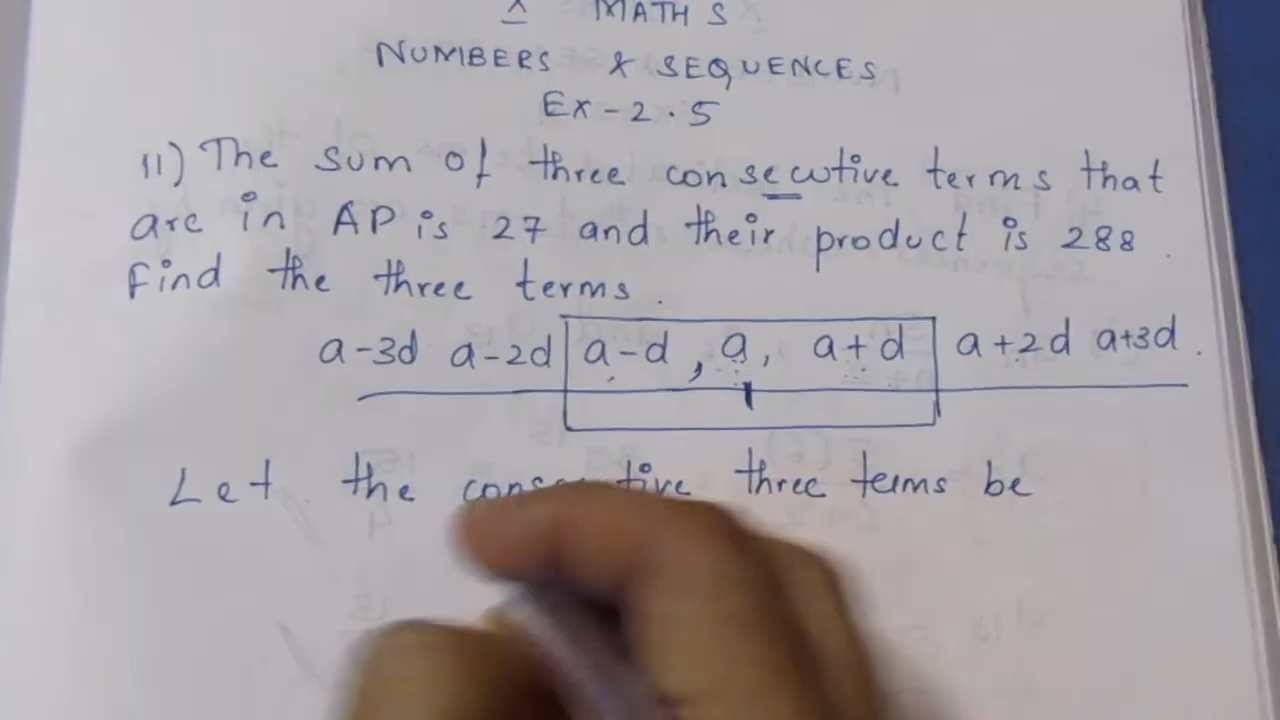 X MATHS
NUMBERS & SEQUENCES
Ex-2.5
11) The sum of three consecutive terms that
are in AP is 27 and their product is 288.
Find the three terms.
a-3d a-2d a-d, a, a+d a+2d a+3d.
Let the three terms be